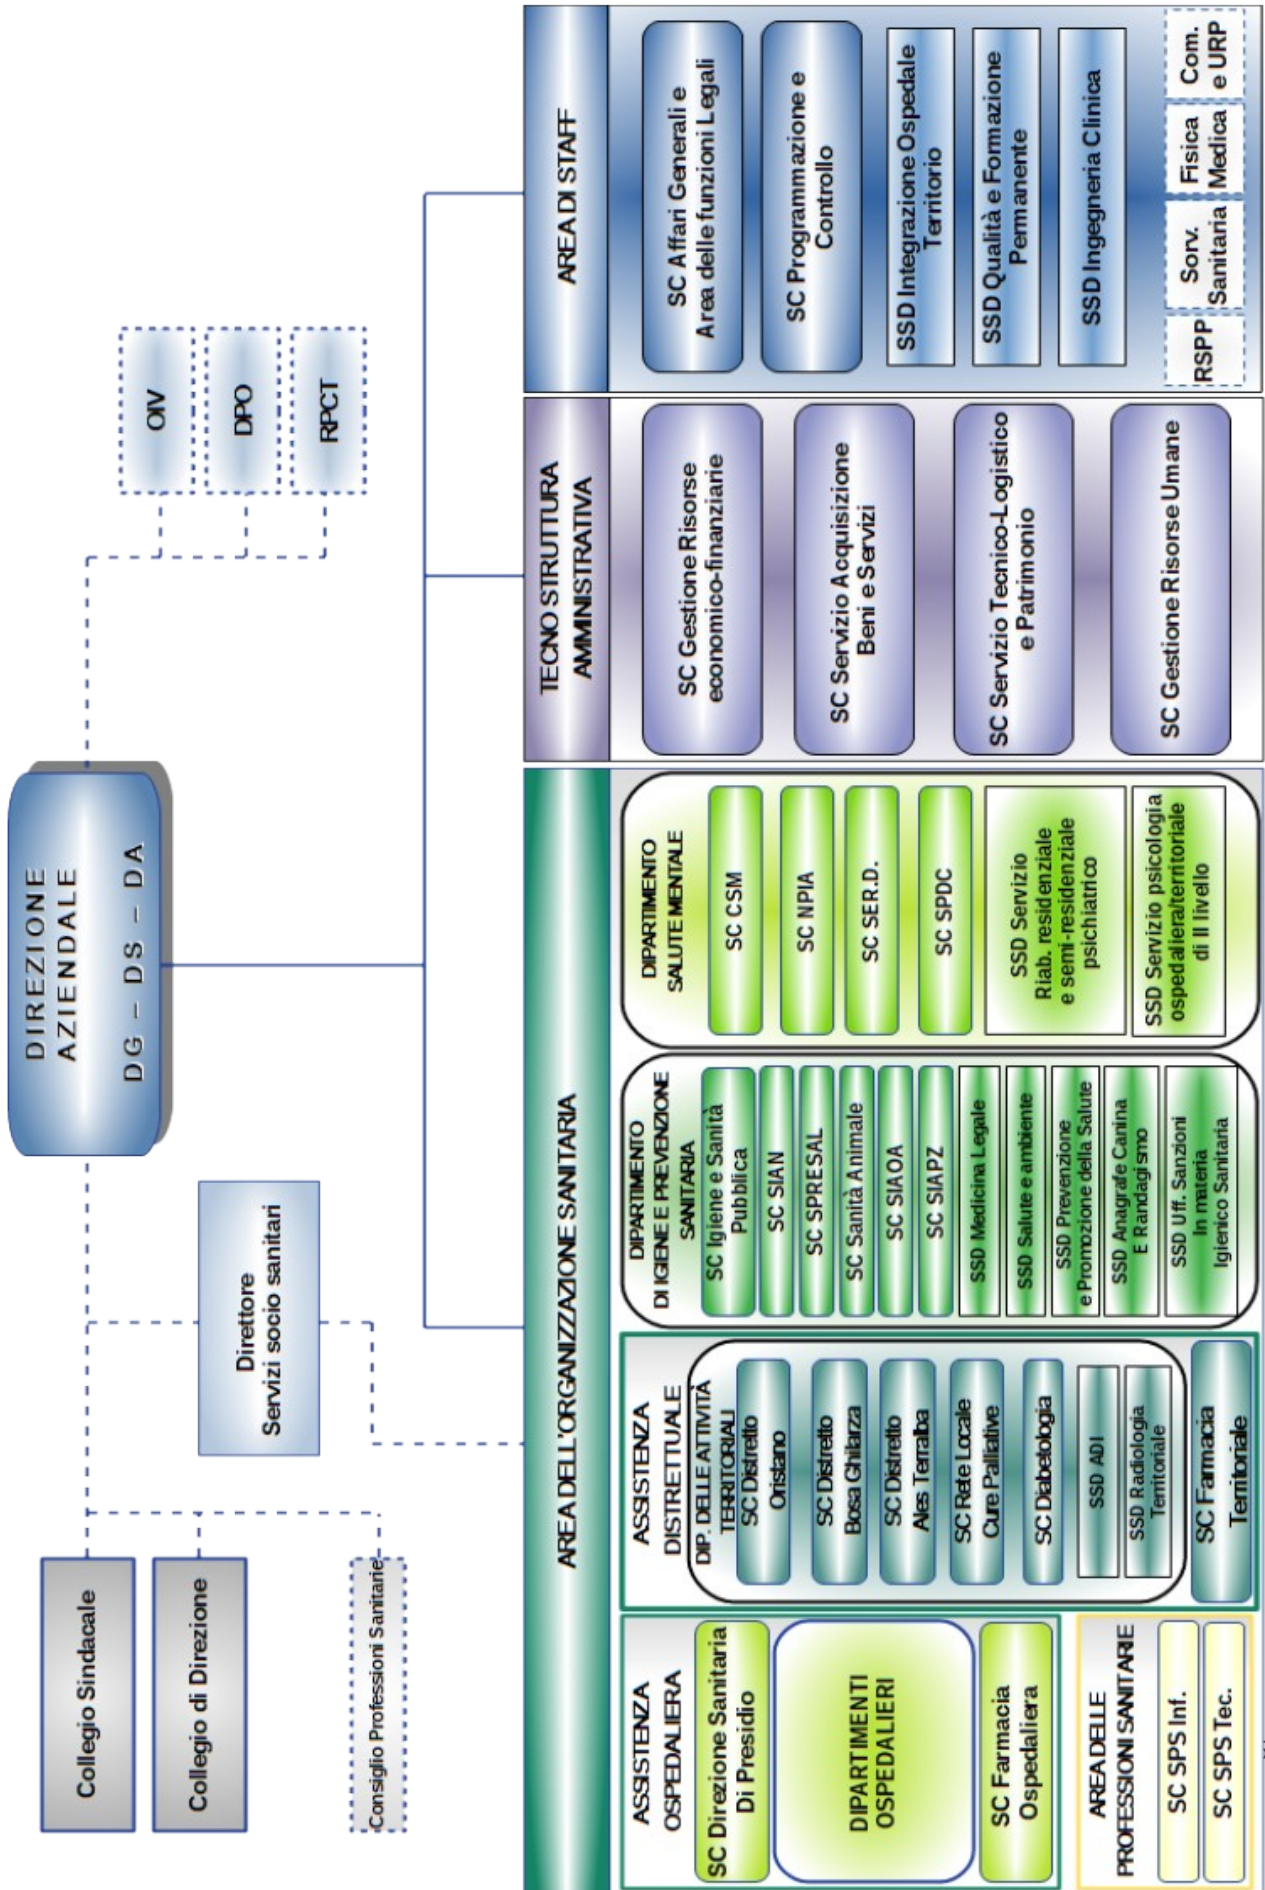 DIREZIONE
AZIENDALE
DG – DS – DA
Collegio Sindacale
Collegio di Direzione
Consiglio Professioni Sanitarie
Direttore
Servizi socio sanitari
OIV
DPO
RPCT
AREA DELL'ORGANIZZAZIONE SANITARIA
ASSISTENZA
OSPEDALIERA
SC Direzione Sanitaria
Di Presidio
DIPARTIMENTI
OSPEDALIERI
SC Farmacia
Ospedaliera
AREA DELLE
PROFESSIONI SANITARIE
SC SPS Inf.
SC SPS Tec.
ASSISTENZA
DISTRETTUALE
DIP. DELLE ATTIVITÀ
TERRITORIALI
SC Distretto
Oristano
SC Distretto
Bosa Ghilarza
SC Distretto
Ales Terralba
SC Rete Locale
Cure Palliative
SC Diabetologia
SSD ADI
SSD Radiologia
Territoriale
SC Farmacia
Territoriale
DIPARTIMENTO
DI IGIENE E PREVENZIONE
SANITARIA
SC Igiene e Sanità
Pubblica
SC SIAN
SC SPRESAL
SC Sanità Animale
SC SIAOA
SC SIAPZ
SSD Medicina Legale
SSD Salute e ambiente
SSD Prevenzione
e Promozione della Salute
SSD Anagrafe Canina
E Randagismo
SSD Uff. Sanzioni
In materia
Igienico Sanitaria
DIPARTIMENTO
SALUTE MENTALE
SC CSM
SC NPIA
SC SER.D.
SC SPDC
SSD Servizio
Riab. residenziale
e semi-residenziale
psichiatrico
SSD Servizio psicologia
ospedaliera/territoriale
di II livello
TECNO STRUTTURA
AMMINISTRATIVA
SC Gestione Risorse
economico-finanziarie
SC Servizio Acquisizione
Beni e Servizi
SC Servizio Tecnico-Logistico
e Patrimonio
SC Gestione Risorse Umane
AREA DI STAFF
SC Affari Generali e
Area delle funzioni Legali
SC Programmazione e
Controllo
SSD Integrazione Ospedale
Territorio
SSD Qualità e Formazione
Permanente
SSD Ingegneria Clinica
RSPP
Sorv.
Sanitaria
Fisica
Medica
Com.
e URP